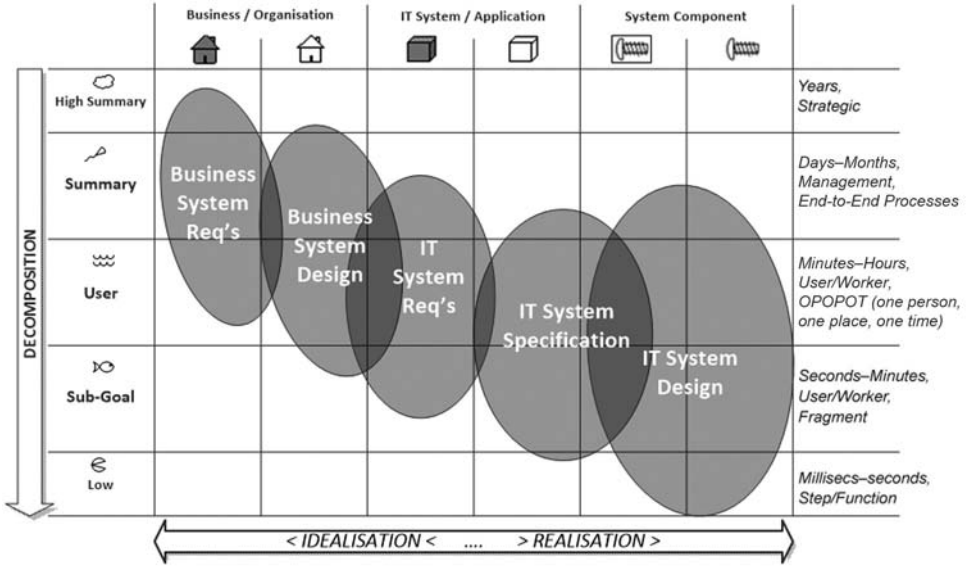 Business / Organisation
IT System / Application
System Component
High Summary
Years,
Strategic
Summary
Days–Months,
Management,
End-to-End Processes
User
Minutes–Hours,
User/Worker,
OPOPOT (one person,
one place, one time)
Sub-Goal
Seconds–Minutes,
User/Worker,
Fragment
Low
Millisecs–seconds,
Step/Function
DECOMPOSITION
Business
System
Req's
Business
System
Design
IT
System
Req's
IT System
Specification
IT System
Design
< IDEALISATION < .... > REALISATION >